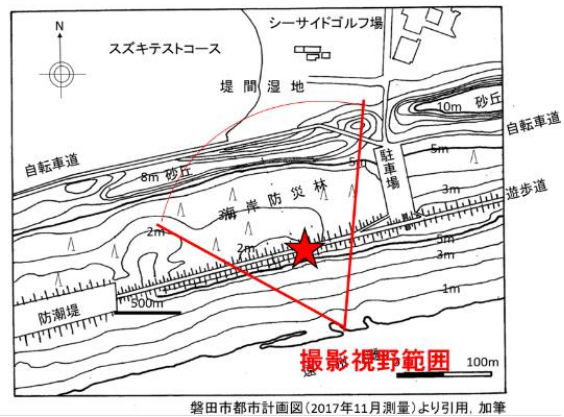 シーサイドゴルフ場
スズキテストコース
N
堤間湿地
10m
砂丘
自転車道
自転車道
5m
5m
駐車場
8m
砂丘
3m
海岸防災林
遊歩道
3m
2m
2m
5m
3m
1m
500m
防潮堤
撮影視野範囲
100m
磐田市都市計画図(2017年11月測量)より引用,加筆